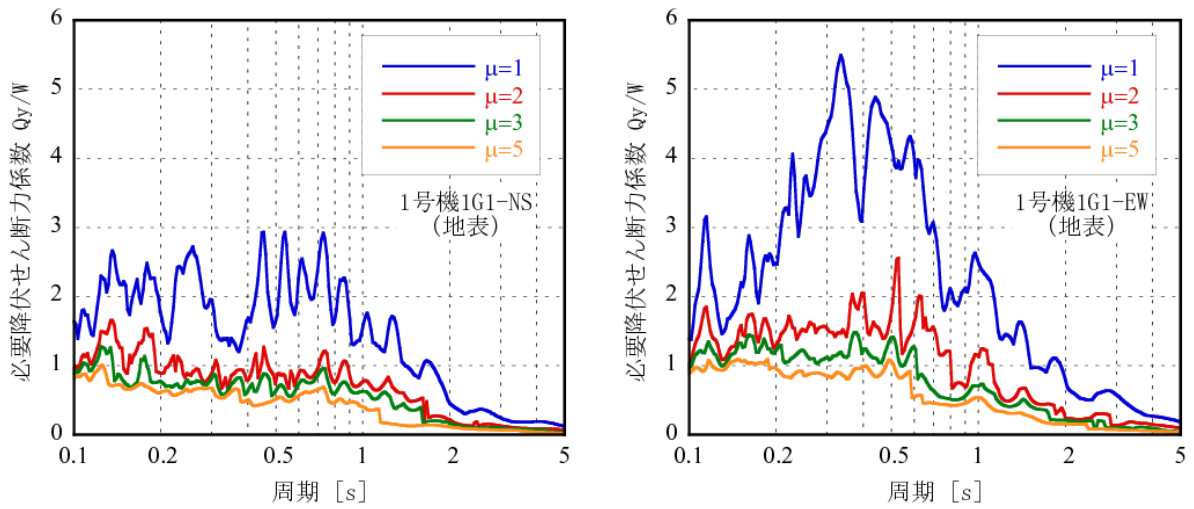 必要降伏せん断力係数 Qy/W
6
5
4
3
2
1
0
μ=1
μ=2
μ=3
μ=5
1号機1G1-NS
(地表)
0.1
0.2
0.5
1
2
5
周期 [s]
必要降伏せん断力係数 Qy/W
6
5
4
3
2
1
0
μ=1
μ=2
μ=3
μ=5
1号機1G1-EW
(地表)
0.1
0.2
0.5
1
2
5
周期 [s]